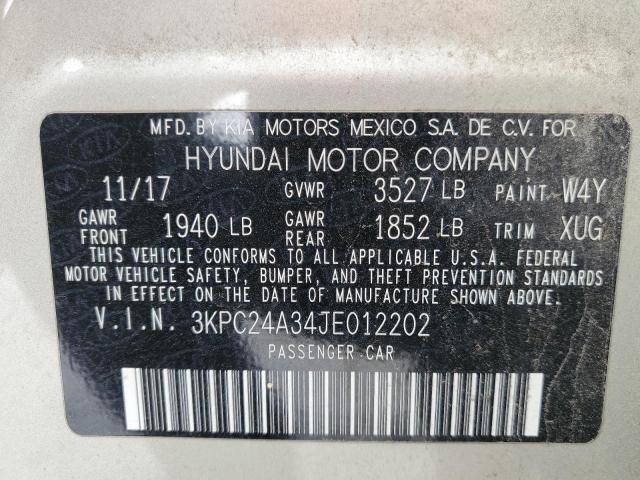 MFD. BY KIA MOTORS MEXICO S.A. DE C.V. FOR
HYUNDAI MOTOR COMPANY
11/17 GVWR 3527 LB PAINT W4Y
GAWR FRONT 1940 LB GAWR REAR 1852 LB TRIM XUG
THIS VEHICLE CONFORMS TO ALL APPLICABLE U.S.A. FEDERAL
MOTOR VEHICLE SAFETY, BUMPER, AND THEFT PREVENTION STANDARDS
IN EFFECT ON THE DATE OF MANUFACTURE SHOWN ABOVE.
V.I.N. 3KPC24A34JE012202
PASSENGER CAR